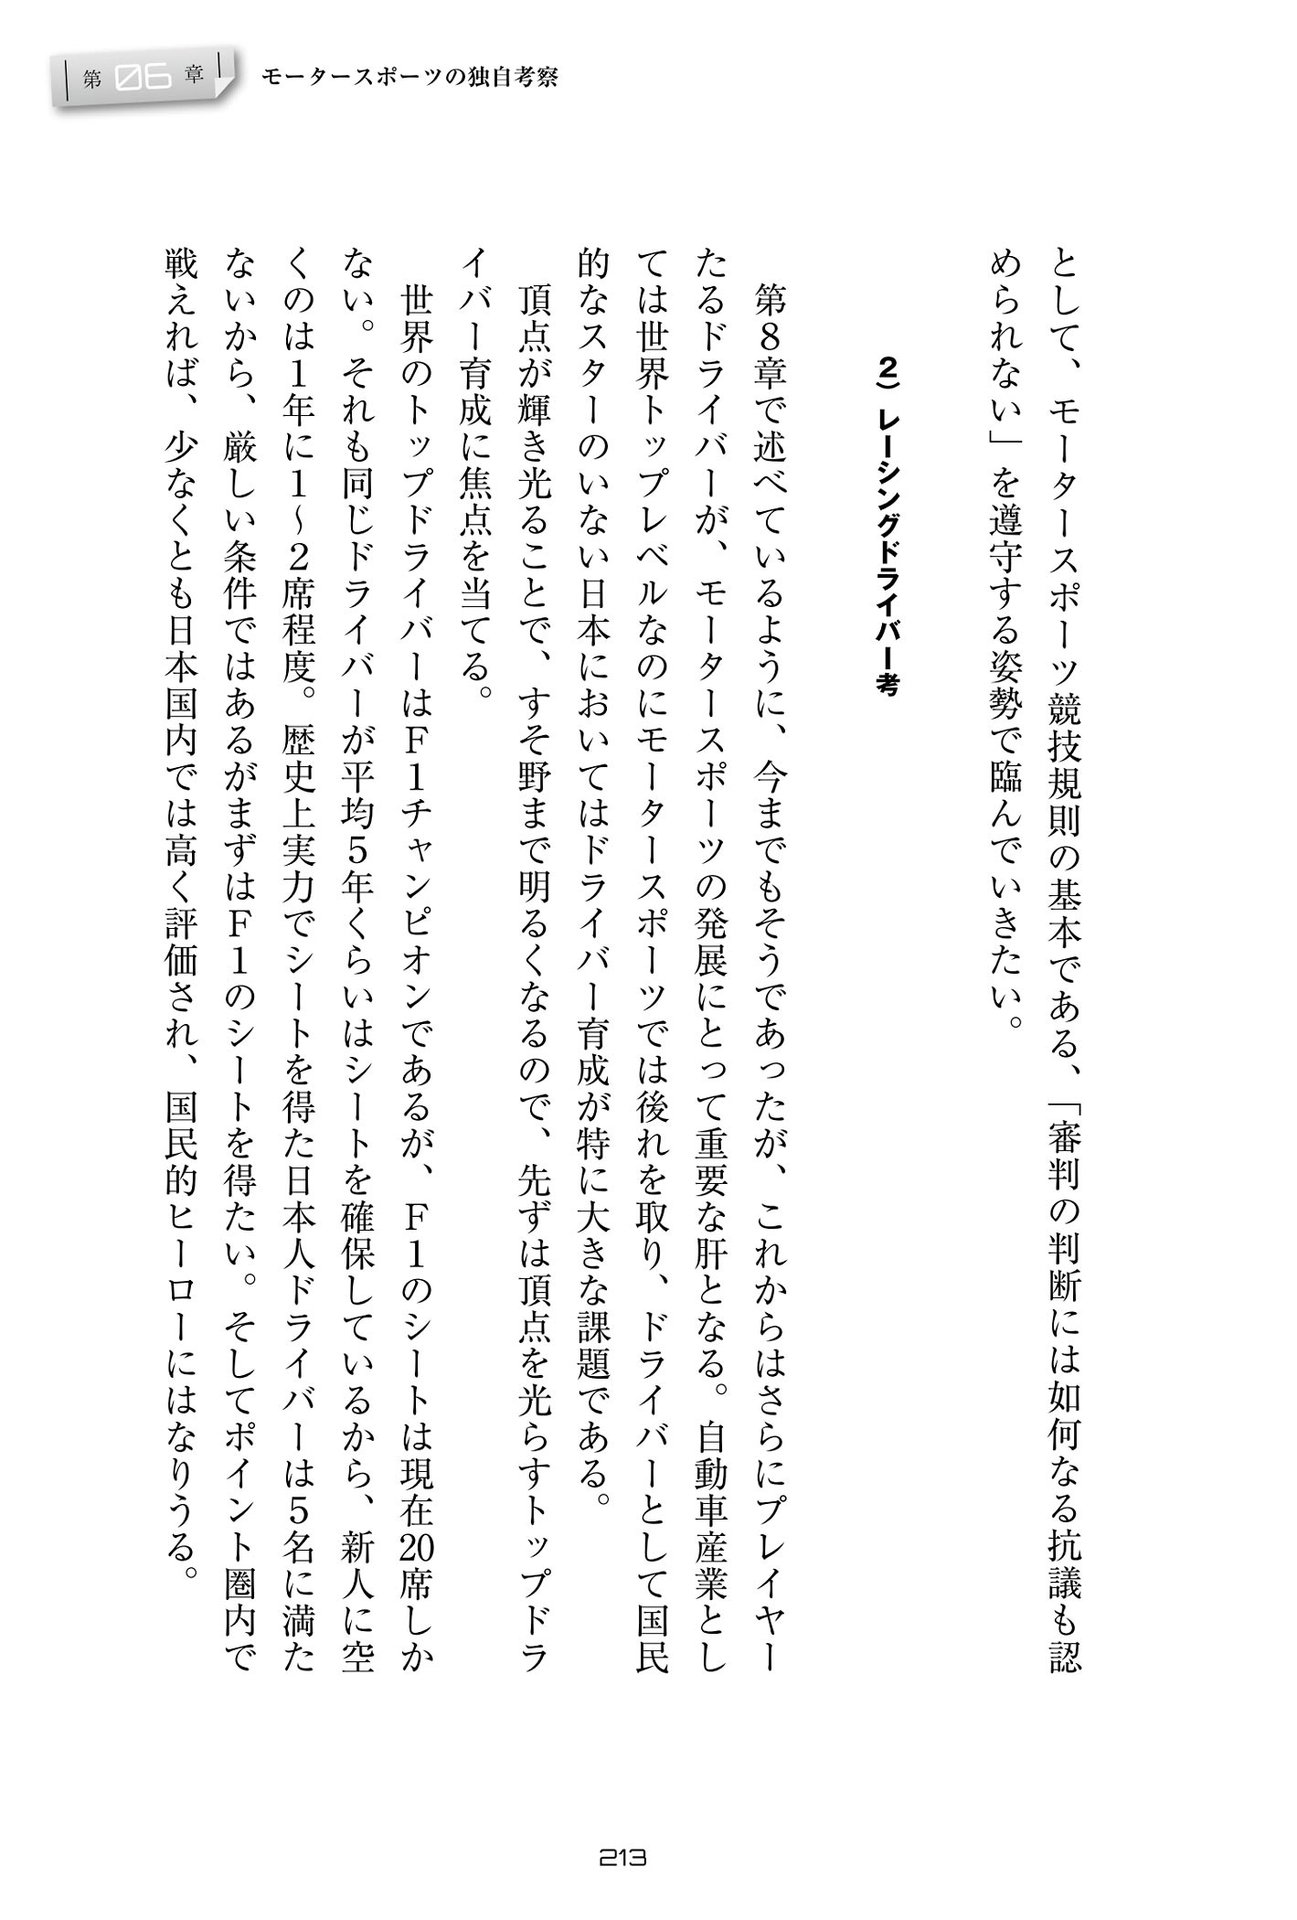 第06章 モータースポーツの独自考察
として、モータースポーツ競技規則の基本である、「審判の判断には如何なる抗議も認
められない」を遵守する姿勢で臨んでいきたい。
2）レーシングドライバー考
第８章で述べているように、今までもそうであったが、これからはさらにプレイヤー
たるドライバーが、モータースポーツの発展にとって重要な肝となる。自動車産業とし
ては世界トップレベルなのにモータースポーツでは後れを取り、ドライバーとして国民
的なスターのいない日本においてはドライバー育成が特に大きな課題である。
頂点が輝き光ることで、すそ野まで明るくなるので、先ずは頂点を光らすトップドラ
イバー育成に焦点を当てる。
世界のトップドライバーはＦ１チャンピオンであるが、Ｆ１のシートは現在20席しか
ない。それも同じドライバーが平均５年くらいはシートを確保しているから、新人に空
くのは１年に１～２席程度。歴史上実力でシートを得た日本人ドライバーは５名に満た
ないから、厳しい条件ではあるがまずはＦ１のシートを得たい。そしてポイント圏内で
戦えれば、少なくとも日本国内では高く評価され、国民的ヒーローにはなりうる。
213